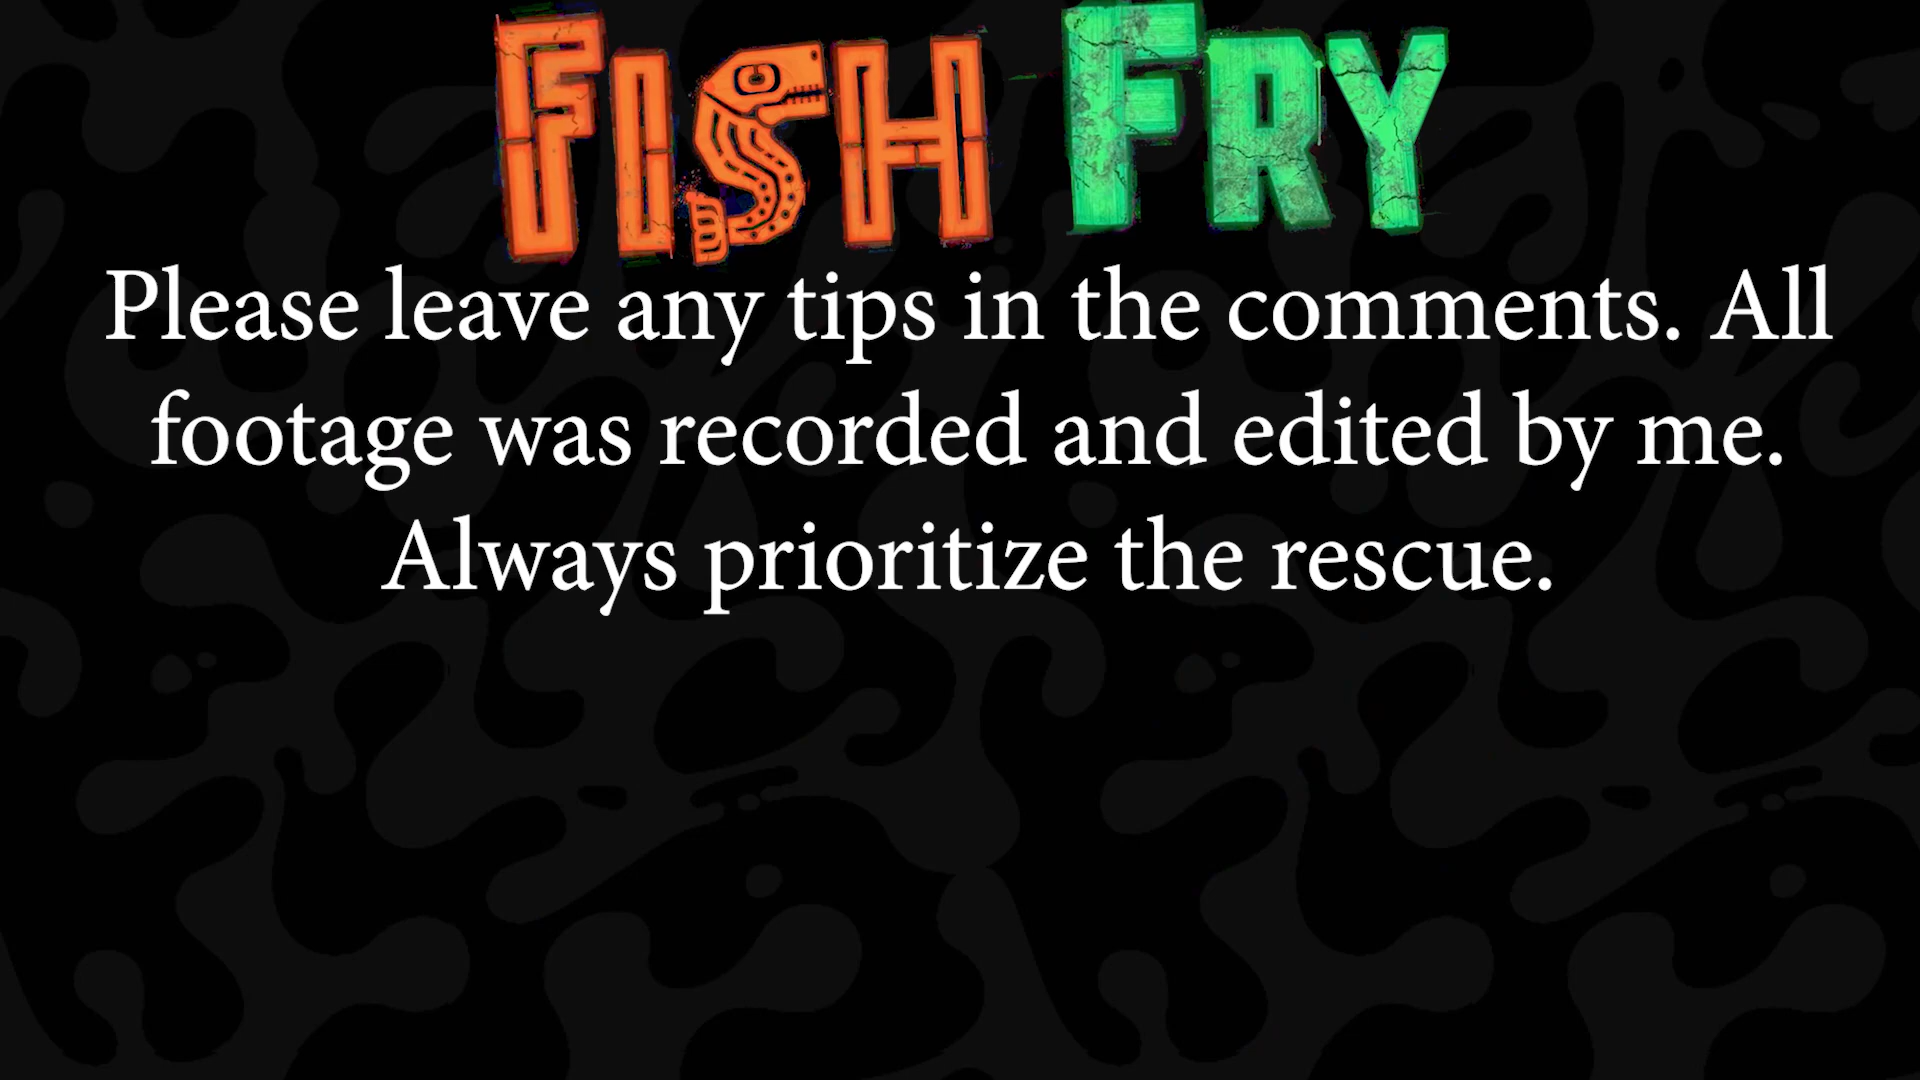 FISH FRY
Please leave any tips in the comments. All
footage was recorded and edited by me.
Always prioritize the rescue.